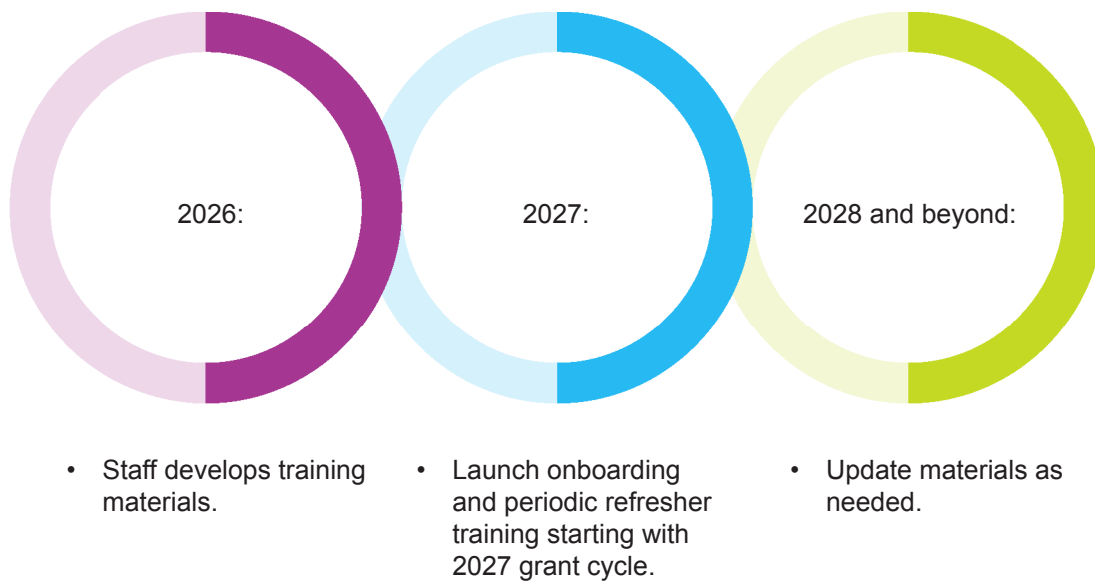 2026:
2027:
2028 and beyond:
• Staff develops training
materials.
• Launch onboarding
and periodic refresher
training starting with
2027 grant cycle.
• Update materials as
needed.